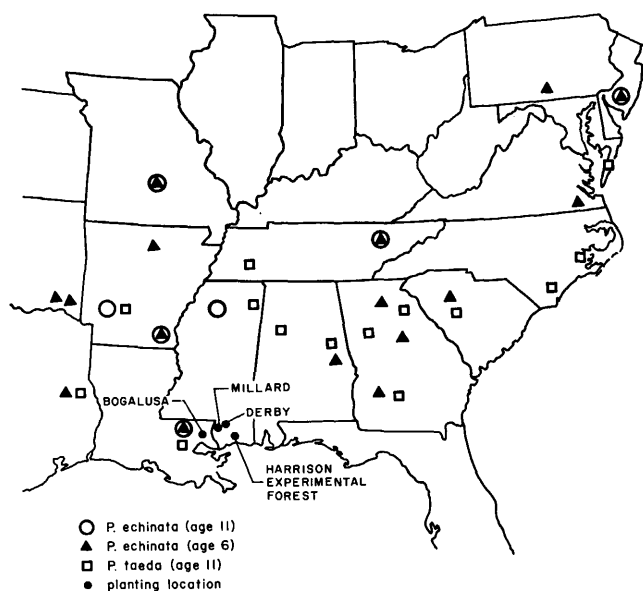 MILLARD
BOGALUSA
DERBY
HARRISON
EXPERIMENTAL
FOREST
P. echinata (age 11)
P. echinata (age 6)
P. taeda (age 11)
planting location